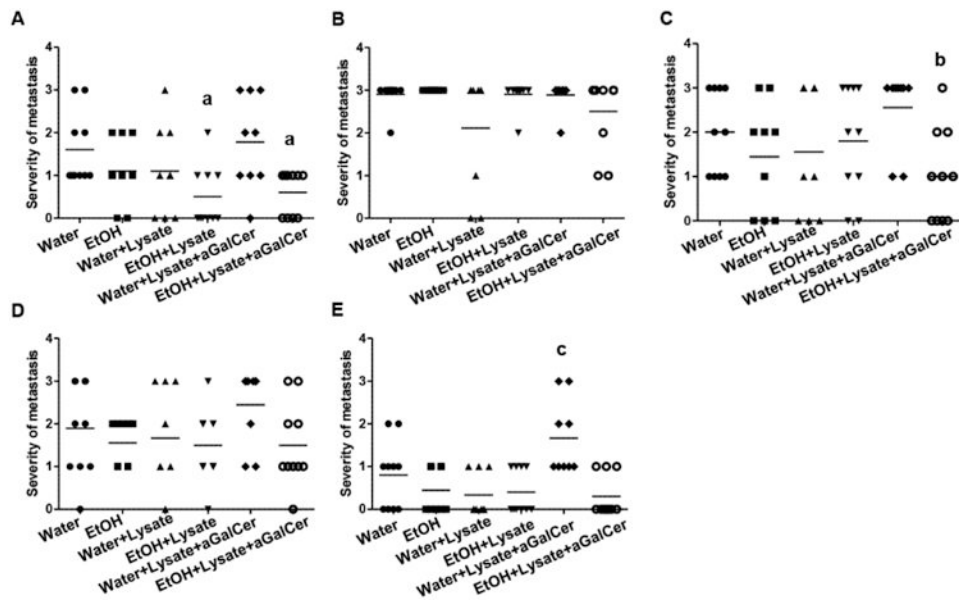 A
Serverity of metastasis
4
3
2
1
0
a
a
Water
EtOH
Water+Lysate
EtOH+Lysate
Water+Lysate+aGalCer
EtOH+Lysate+aGalCer
B
Severity of metastasis
4
3
2
1
0
Water
EtOH
Water+Lysate
EtOH+Lysate
Water+Lysate+aGalCer
EtOH+Lysate+aGalCer
C
Severity of metastasis
4
3
2
1
0
b
Water
EtOH
Water+Lysate
EtOH+Lysate
Water+Lysate+aGalCer
EtOH+Lysate+aGalCer
D
Severity of metastasis
4
3
2
1
0
Water
EtOH
Water+Lysate
EtOH+Lysate
Water+Lysate+aGalCer
EtOH+Lysate+aGalCer
E
Severity of metastasis
4
3
2
1
0
c
Water
EtOH
Water+Lysate
EtOH+Lysate
Water+Lysate+aGalCer
EtOH+Lysate+aGalCer